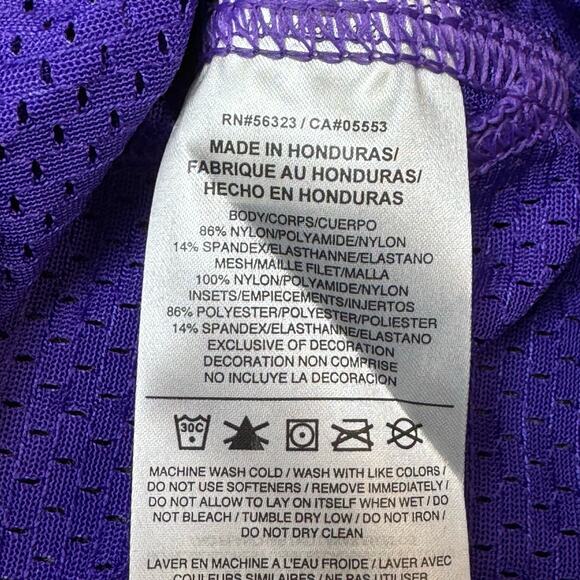 RN#56323 / CA#05553
MADE IN HONDURAS/
FABRIQUE AU HONDURAS/
HECHO EN HONDURAS
BODY/CORPS/CUERPO
86% NYLON/POLYAMIDE/NYLON
14% SPANDEX/ELASTHANNE/ELASTANO
MESH/MAILLE FILET/MALLA
100% NYLON/POLYAMIDE/NYLON
INSETS/EMPIECEMENTS/INJERTOS
86% POLYESTER/POLYESTER/POLIESTER
14% SPANDEX/ELASTHANNE/ELASTANO
EXCLUSIVE OF DECORATION
DECORATION NON COMPRISE
NO INCLUYE LA DECORACION
30C
MACHINE WASH COLD / WASH WITH LIKE COLORS /
DO NOT USE SOFTENERS / REMOVE IMMEDIATELY /
DO NOT ALLOW TO LAY ON ITSELF WHEN WET / DO
NOT BLEACH / TUMBLE DRY LOW / DO NOT IRON /
DO NOT DRY CLEAN
LAVER EN MACHINE A L'EAU FROIDE / LAVER AVEC
COULEURS SIMILAIRES / NE PAS UTILISER